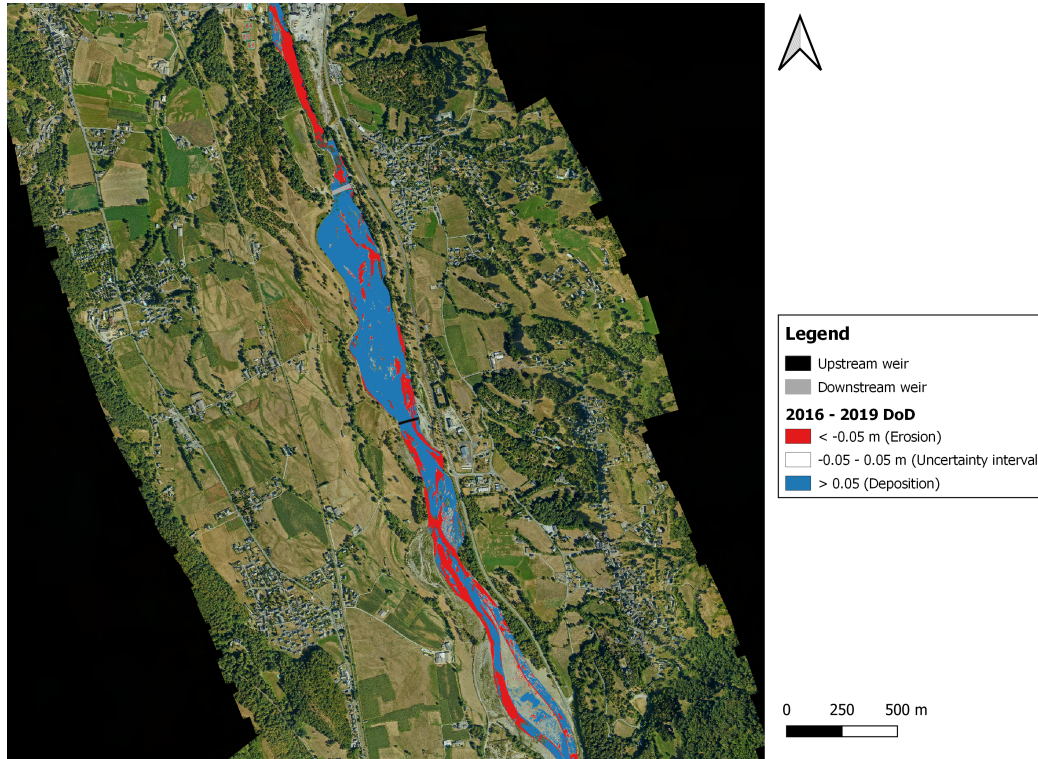 Legend
Upstream weir
Downstream weir
2016 - 2019 DoD
< -0.05 m (Erosion)
-0.05 - 0.05 m (Uncertainty interval
> 0.05 (Deposition)
0 250 500 m